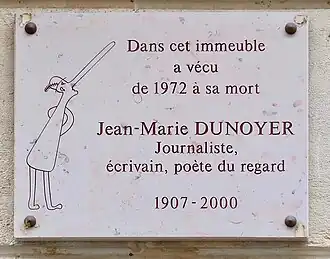 Dans cet immeuble
a vécu
de 1972 à sa mort
Jean-Marie DUNOYER
Journaliste,
écrivain, poète du regard
1907-2000